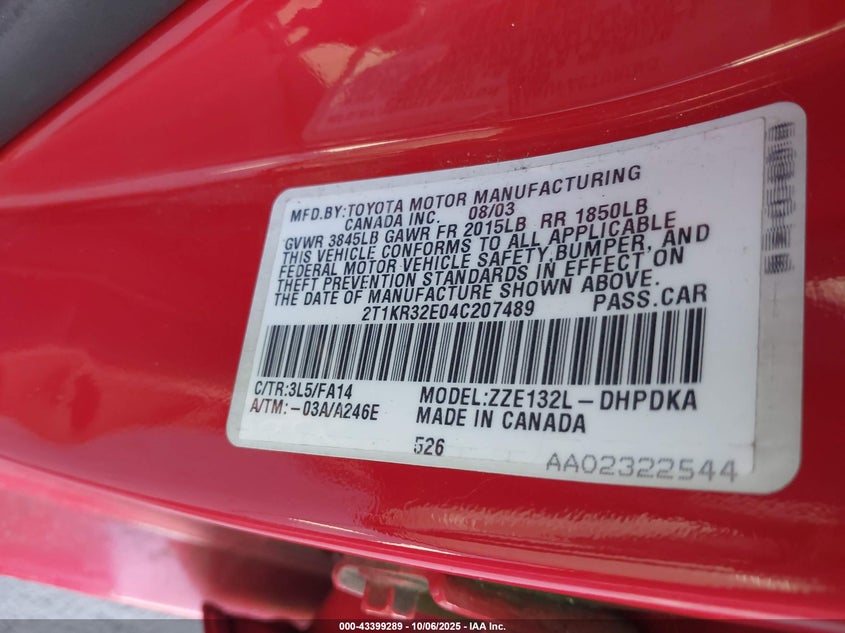 MFD.BY:TOYOTA MOTOR MANUFACTURING
CANADA INC. 08/03
GVWR 3845LB GAWR FR 2015LB RR 1850LB
THIS VEHICLE CONFORMS TO ALL APPLICABLE
FEDERAL MOTOR VEHICLE SAFETY,BUMPER, AND
THEFT PREVENTION STANDARDS IN EFFECT ON
THE DATE OF MANUFACTURE SHOWN ABOVE.
2T1KR32E04C207489 PASS.CAR
C/TR:3L5/FA14 MODEL:ZZE132L-DHPDKA
A/TM:-03A/A246E MADE IN CANADA
526
AA02322544
000-43399289 - 10/06/2025 - IAA Inc.